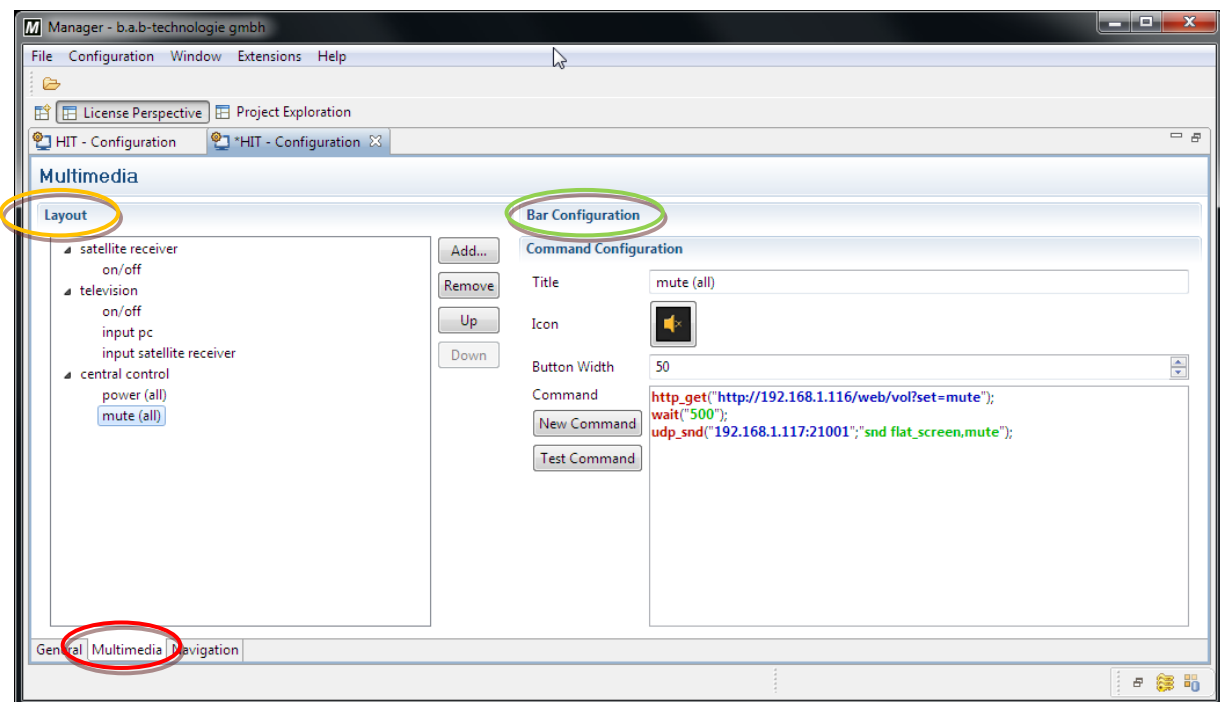 M Manager - b.a.b-technologie gmbh
File Configuration Window Extensions Help
License Perspective Project Exploration
HIT - Configuration *HIT - Configuration
Multimedia
Layout
satellite receiver
on/off
television
on/off
input pc
input satellite receiver
central control
power (all)
mute (all)
Add...
Remove
Up
Down
Bar Configuration
Command Configuration
Title mute (all)
Icon
Button Width 50
Command
New Command
Test Command
http_get("http://192.168.1.116/web/vol?set=mute");
wait("500");
udp_snd("192.168.1.117:21001";"snd flat_screen,mute");
General Multimedia Navigation